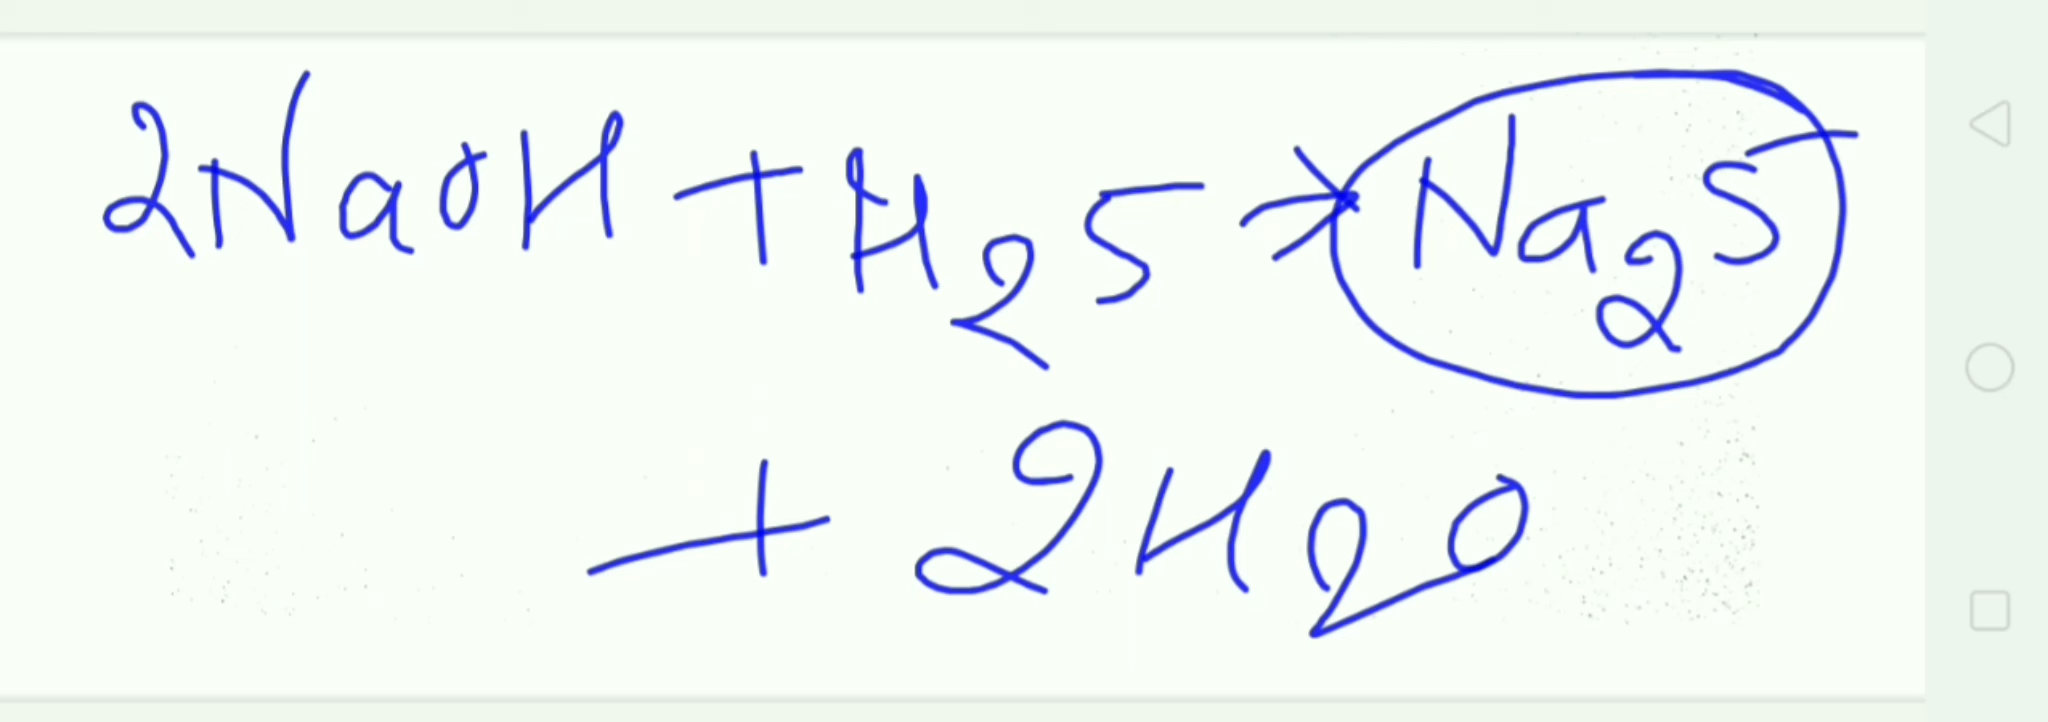 2NaOH + H₂S → Na₂S
+ 2H₂O